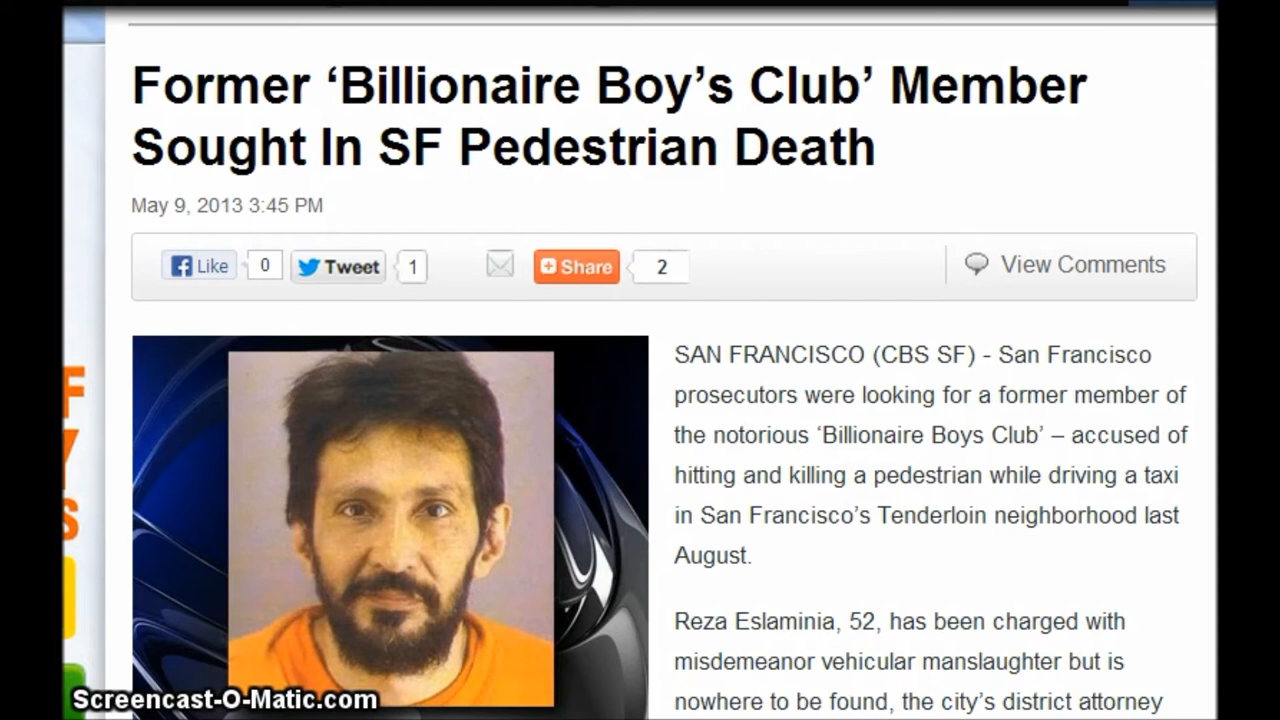 Former ‘Billionaire Boy’s Club’ Member
Sought In SF Pedestrian Death
May 9, 2013 3:45 PM
Like 0 Tweet 1 Share 2 View Comments
SAN FRANCISCO (CBS SF) - San Francisco
prosecutors were looking for a former member of
the notorious ‘Billionaire Boys Club’ – accused of
hitting and killing a pedestrian while driving a taxi
in San Francisco’s Tenderloin neighborhood last
August.
Reza Eslaminia, 52, has been charged with
misdemeanor vehicular manslaughter but is
nowhere to be found, the city’s district attorney
F
Y
S
Screencast-O-Matic.com